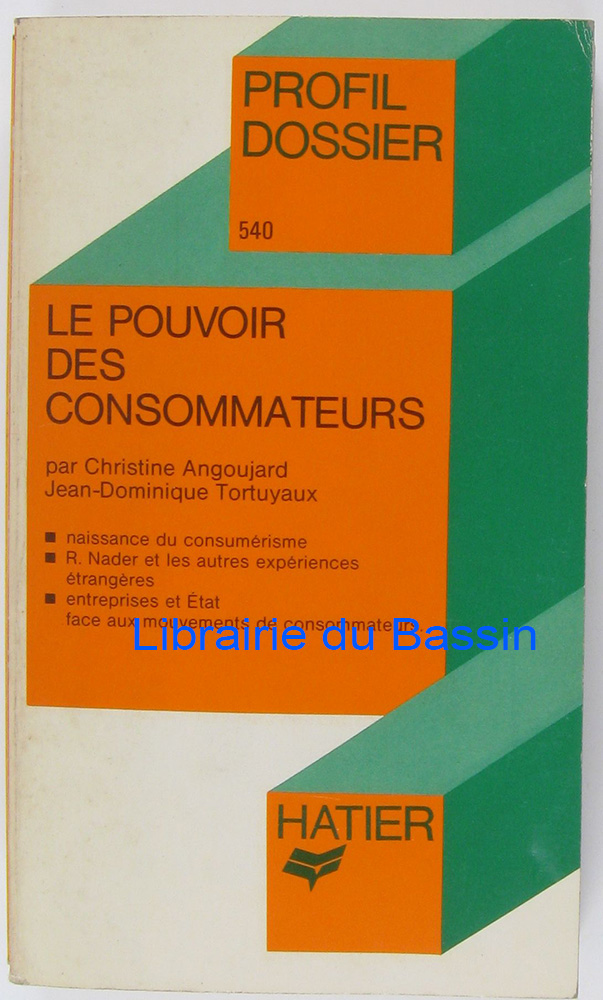 PROFIL
DOSSIER
540
LE POUVOIR
DES
CONSOMMATEURS
par Christine Angoujard
Jean-Dominique Tortuyaux
■ naissance du consumérisme
■ R. Nader et les autres expériences
étrangères
■ entreprises et État
face aux mouvements de consommateurs
Librairie du Bassin
HATIER